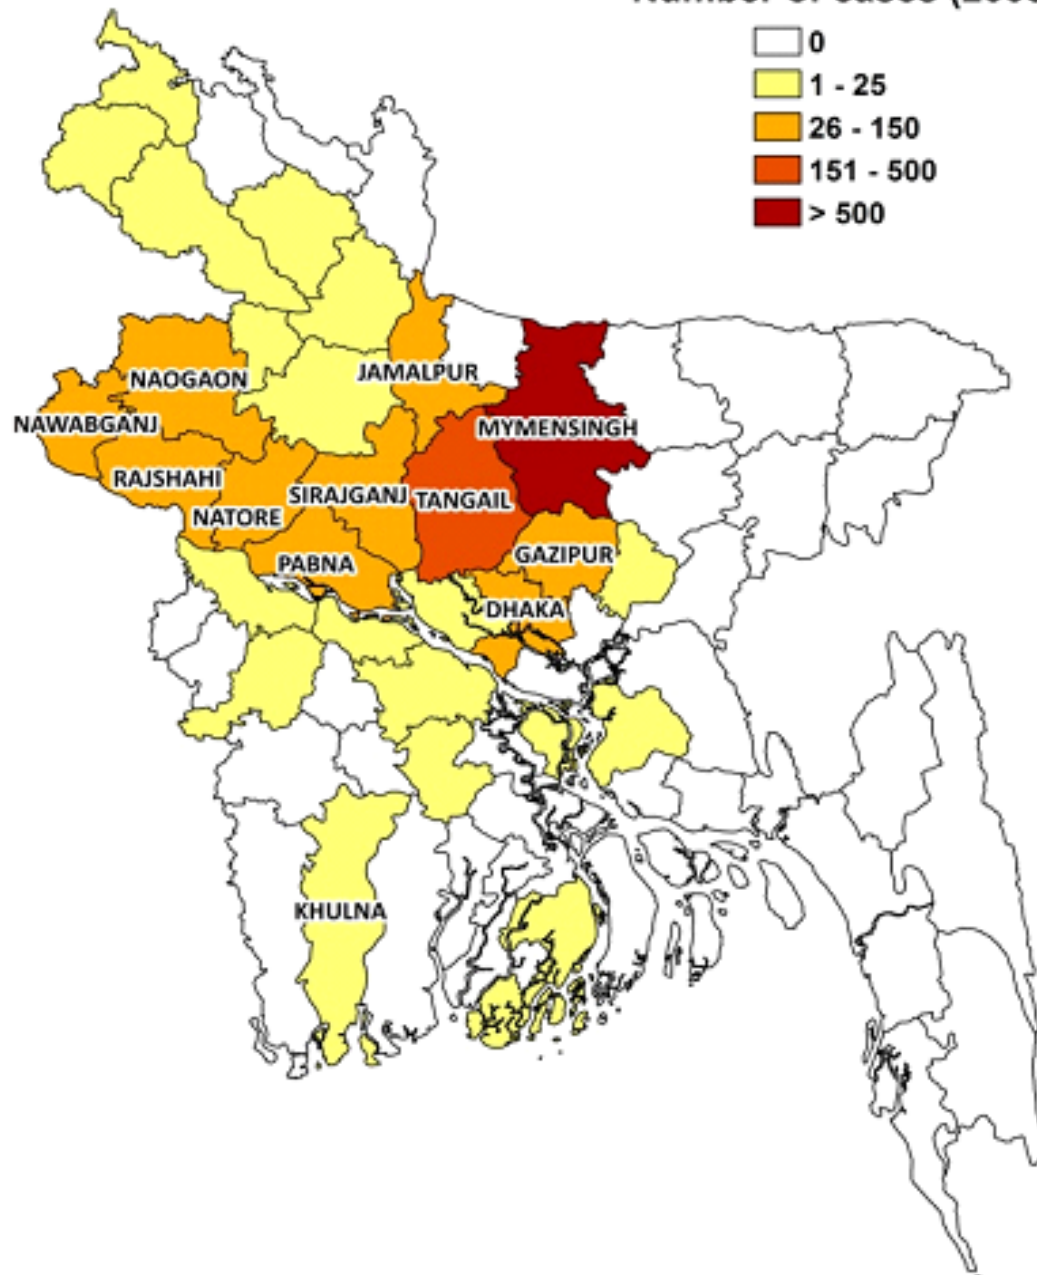 0
1 - 25
26 - 150
151 - 500
> 500
JAMALPUR
NAOGAON
NAWABGANJ
MYMENSINGH
RAJSHAHI
SIRAJGANJ
TANGAIL
NATORE
GAZIPUR
PABNA
DHAKA
KHULNA